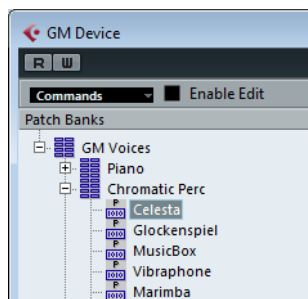 GM Device
R W
Commands Enable Edit
Patch Banks
GM Voices
Piano
Chromatic Perc
P Celesta
P Glockenspiel
P MusicBox
P Vibraphone
P Marimba